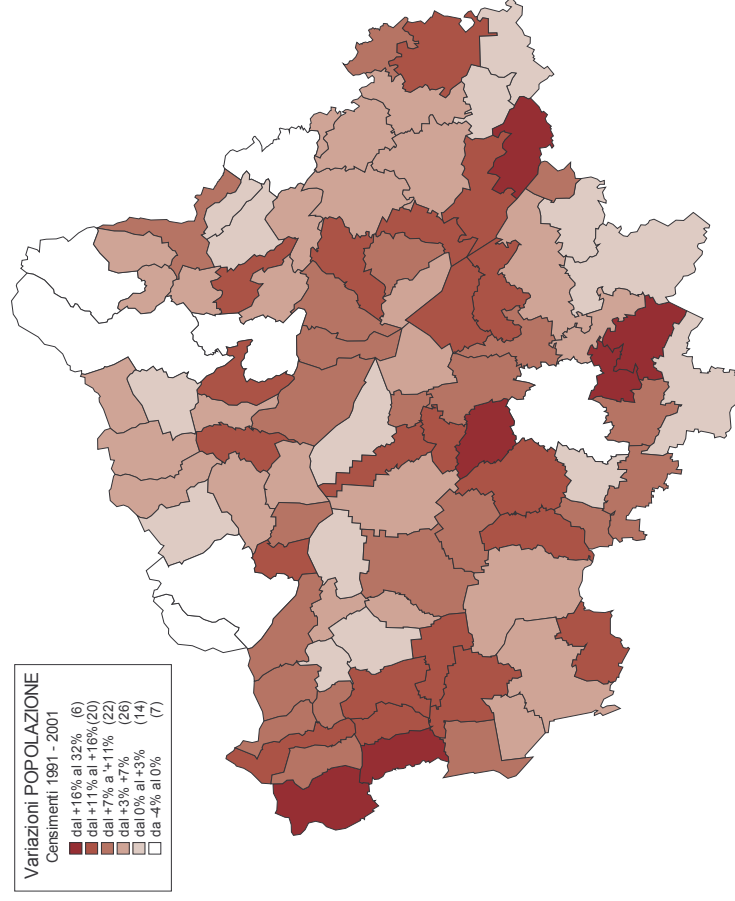 Variazioni POPOLAZIONE
Censimenti 1991 - 2001
dal +16% al 32% (6)
dal +11% al +16% (20)
dal +7% a '+11% (22)
dal +3% +7% (26)
dal 0% al +3% (14)
da -4% al 0% (7)